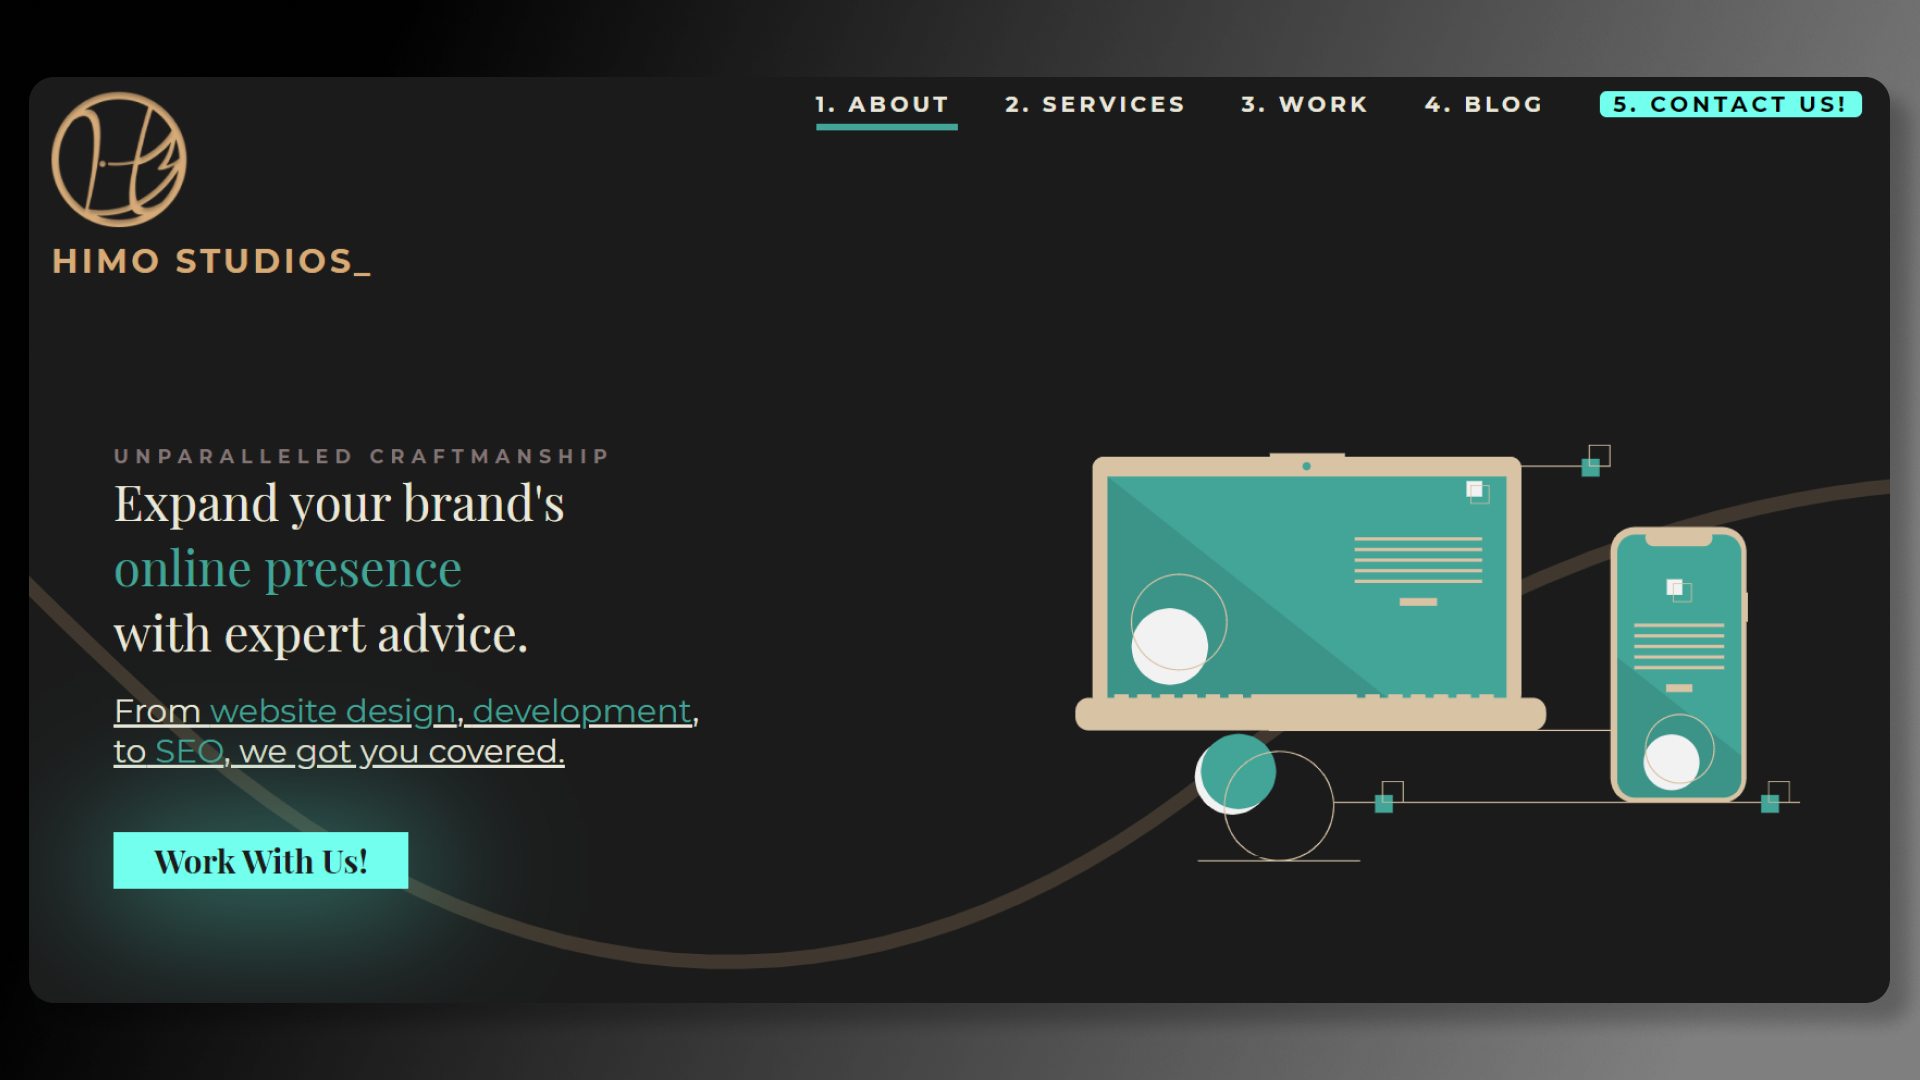 1. ABOUT 2. SERVICES 3. WORK 4. BLOG 5. CONTACT US!
HIMO STUDIOS_
UNPARALLELED CRAFTMANSHIP
Expand your brand's
online presence
with expert advice.
From website design, development,
to SEO, we got you covered.
Work With Us!